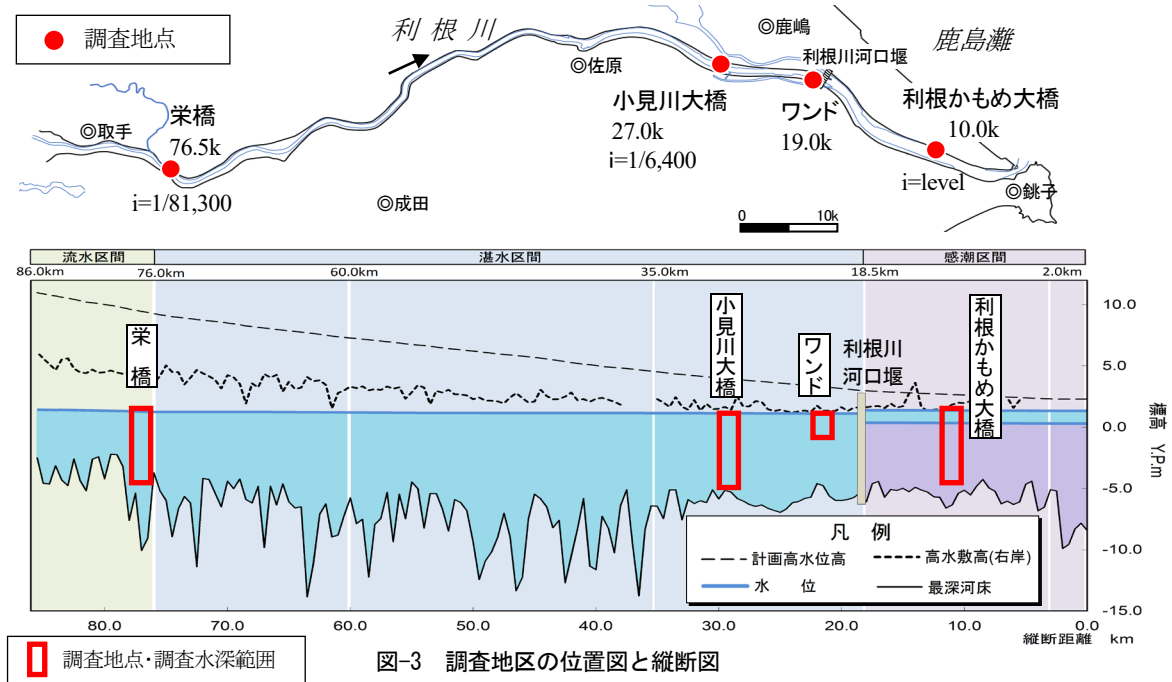 調査地点
利根川
鹿島灘
◎鹿嶋
利根川河口堰
◎佐原
小見川大橋
27.0k
i=1/6,400
ワンド
19.0k
利根かもめ大橋
10.0k
i=level
◎取手
栄橋
76.5k
i=1/81,300
◎成田
◎銚子
0 10k
流水区間
湛水区間
感潮区間
86.0km
76.0km
60.0km
35.0km
18.5km
2.0km
栄橋
小見川大橋
ワンド
利根川
河口堰
利根かもめ大橋
10.0
5.0
0.0
-5.0
-10.0
-15.0
標高 Y.P.m
凡 例
計画高水位高
高水敷高(右岸)
水 位
最深河床
80.0 70.0 60.0 50.0 40.0 30.0 20.0 10.0 0.0
縦断距離 km
調査地点・調査水深範囲
図-3 調査地区の位置図と縦断図